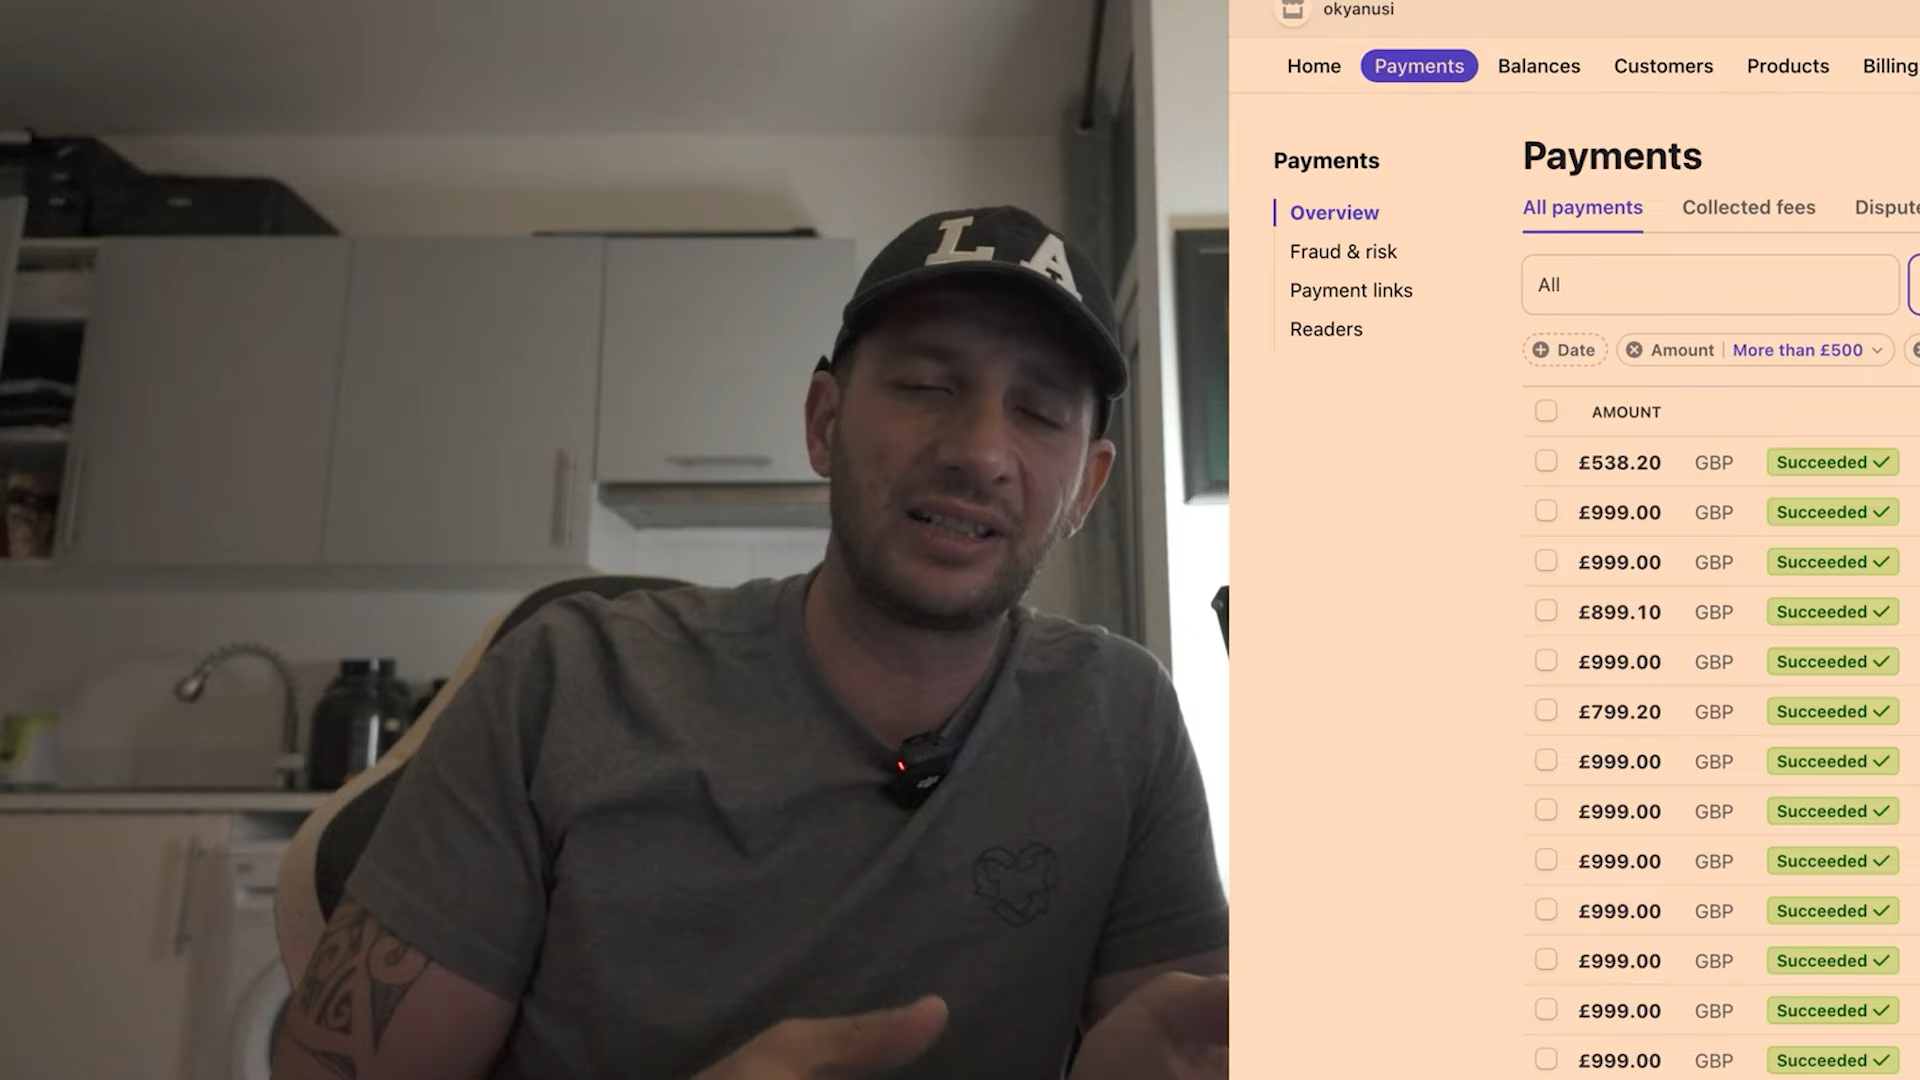 L A
okyanusi
Home Payments Balances Customers Products Billing
Payments
Overview
Fraud & risk
Payment links
Readers
Payments
All payments Collected fees Dispute
All
Date Amount More than £500
AMOUNT
£538.20 GBP Succeeded
£999.00 GBP Succeeded
£999.00 GBP Succeeded
£899.10 GBP Succeeded
£999.00 GBP Succeeded
£799.20 GBP Succeeded
£999.00 GBP Succeeded
£999.00 GBP Succeeded
£999.00 GBP Succeeded
£999.00 GBP Succeeded
£999.00 GBP Succeeded
£999.00 GBP Succeeded
£999.00 GBP Succeeded